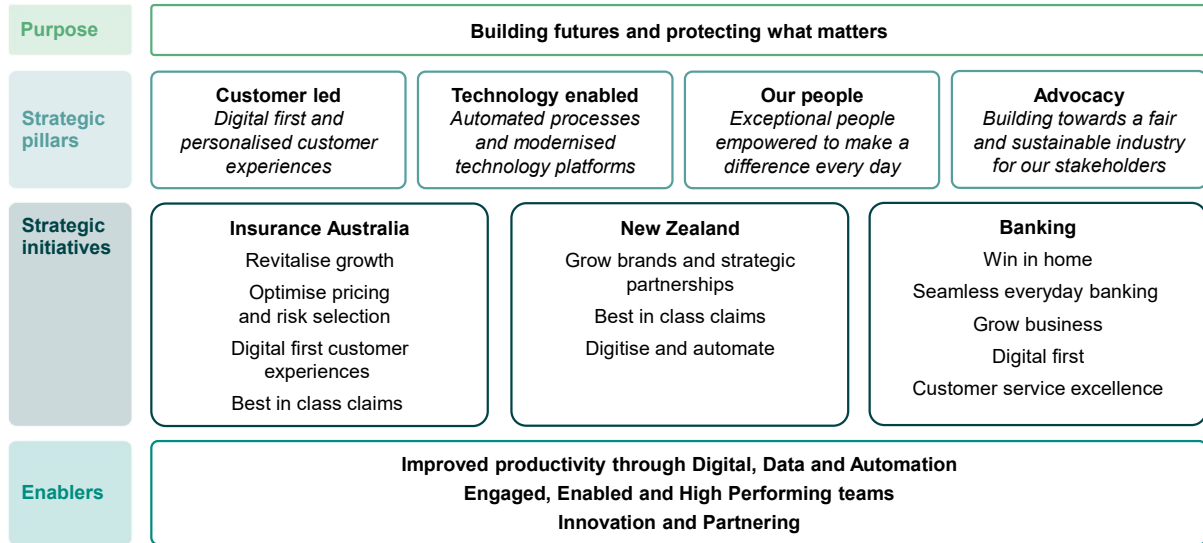 Purpose
Building futures and protecting what matters
Strategic
pillars
Customer led
Digital first and
personalised customer
experiences
Technology enabled
Automated processes
and modernised
technology platforms
Our people
Exceptional people
empowered to make a
difference every day
Advocacy
Building towards a fair
and sustainable industry
for our stakeholders
Strategic
initiatives
Insurance Australia
Revitalise growth
Optimise pricing
and risk selection
Digital first customer
experiences
Best in class claims
New Zealand
Grow brands and strategic
partnerships
Best in class claims
Digitise and automate
Banking
Win in home
Seamless everyday banking
Grow business
Digital first
Customer service excellence
Enablers
Improved productivity through Digital, Data and Automation
Engaged, Enabled and High Performing teams
Innovation and Partnering